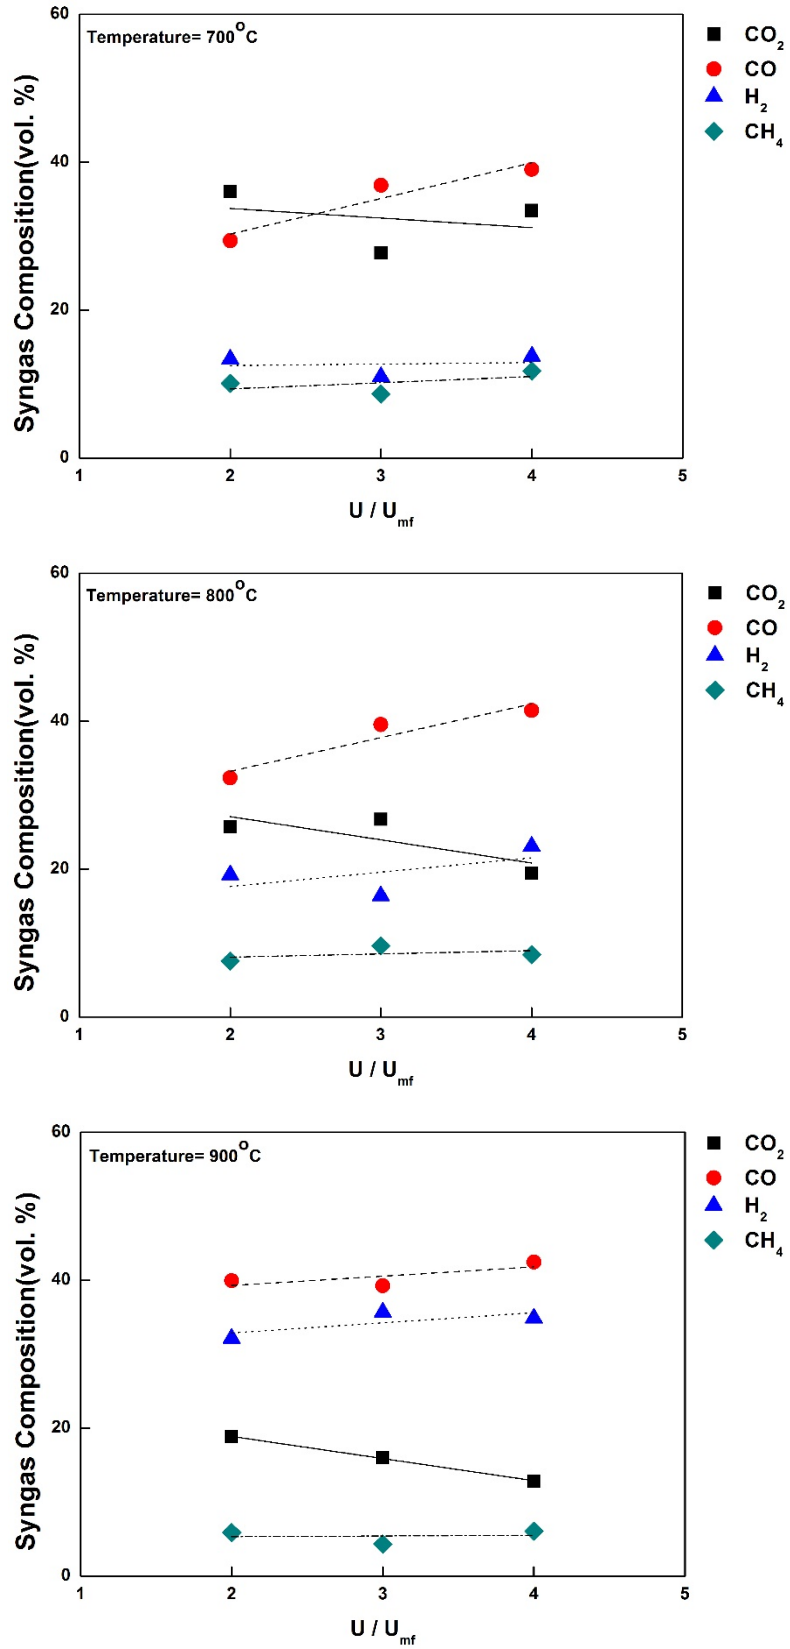 Temperature= 700°C
CO₂
CO
H₂
CH₄
Syngas Composition(vol. %)
60
40
20
0
1 2 3 4 5
U / Uₘf
Temperature= 800°C
CO₂
CO
H₂
CH₄
Syngas Composition(vol. %)
60
40
20
0
1 2 3 4 5
U / Uₘf
Temperature= 900°C
CO₂
CO
H₂
CH₄
Syngas Composition(vol. %)
60
40
20
0
1 2 3 4 5
U / Uₘf